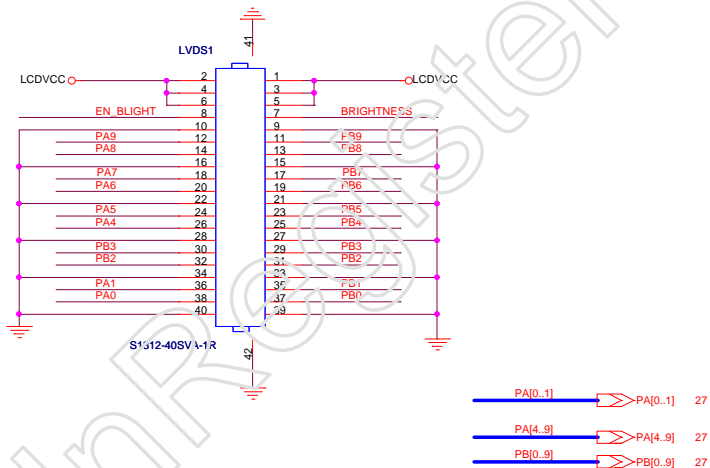 41
LVDS1
LCDVCC 2 1 LCDVCC
4 3
6 5
EN_BLIGHT 8 7 BRIGHTNESS
10 9
PA9 12 11 PB9
PA8 14 13 PB8
16 15
PA7 18 17 PB7
PA6 20 19 PB6
22 21
PA5 24 23 PB5
PA4 26 25 PB4
28 27
PB3 30 29 PB3
PB2 32 31 PB2
34 33
PA1 36 35 PB1
PA0 38 37 PB0
40 39
S1312-40SVA-1R
42
PA[0..1] PA[0..1] 27
PA[4..9] PA[4..9] 27
PB[0..9] PB[0..9] 27
InRegister